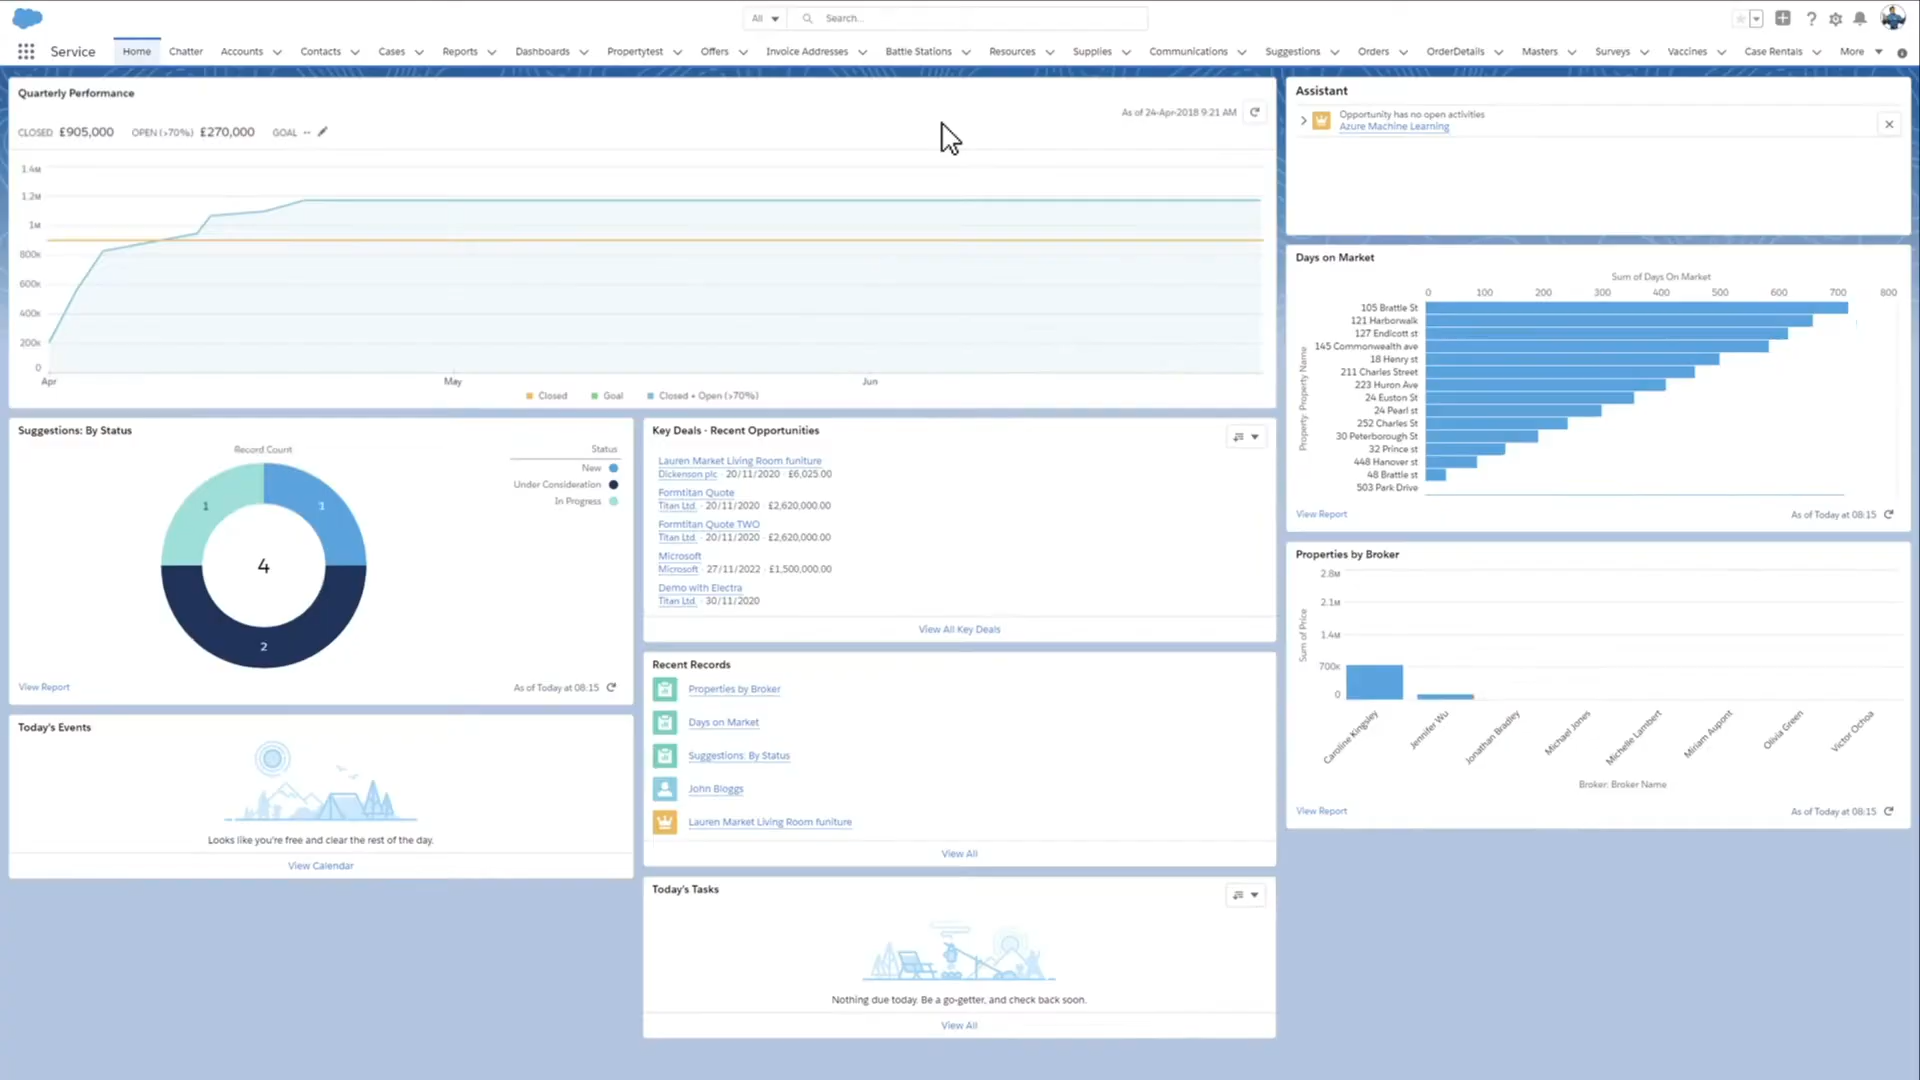 All
Search...
Service
Home
Chatter
Accounts
Contacts
Cases
Reports
Dashboards
Propertytest
Offers
Invoice Addresses
Battle Stations
Resources
Supplies
Communications
Suggestions
Orders
OrderDetails
Masters
Surveys
Vaccines
Case Rentals
More
Quarterly Performance
As of 24-Apr-2018 9:21 AM
CLOSED £905,000 OPEN (>70%) £270,000 GOAL --
1.4M
1.2M
1M
800K
600K
400K
200K
0
Apr
May
Jun
Closed
Goal
Closed + Open (>70%)
Suggestions: By Status
Record Count
Status
New
Under Consideration
In Progress
1
1
4
2
View Report
As of Today at 08:15
Today's Events
Looks like you're free and clear the rest of the day.
View Calendar
Key Deals - Recent Opportunities
Lauren Market Living Room funiture
Dickenson plc · 20/11/2020 · £6,025.00
Formtitan Quote
Titan Ltd. · 20/11/2020 · £2,620,000.00
Formtitan Quote TWO
Titan Ltd. · 20/11/2020 · £2,620,000.00
Microsoft
Microsoft · 27/11/2022 · £1,500,000.00
Demo with Electra
Titan Ltd. · 30/11/2020
View All Key Deals
Recent Records
Properties by Broker
Days on Market
Suggestions: By Status
John Bloggs
Lauren Market Living Room funiture
View All
Today's Tasks
Nothing due today. Be a go-getter, and check back soon.
View All
Assistant
Opportunity has no open activities
Azure Machine Learning
Days on Market
Sum of Days On Market
0 100 200 300 400 500 600 700 800
Property: Property Name
105 Brattle St
121 Harborwalk
127 Endicott st
145 Commonwealth ave
18 Henry st
211 Charles Street
223 Huron Ave
24 Euston St
24 Pearl st
252 Charles St
30 Peterborough St
32 Prince st
448 Hanover st
48 Brattle st
503 Park Drive
View Report
As of Today at 08:15
Properties by Broker
Sum of Price
2.8M
2.1M
1.4M
700K
0
Caroline Kingsley
Jennifer Wu
Jonathan Bradley
Michael Jones
Michelle Lambert
Miriam Aupont
Olivia Green
Victor Ochoa
Broker: Broker Name
View Report
As of Today at 08:15